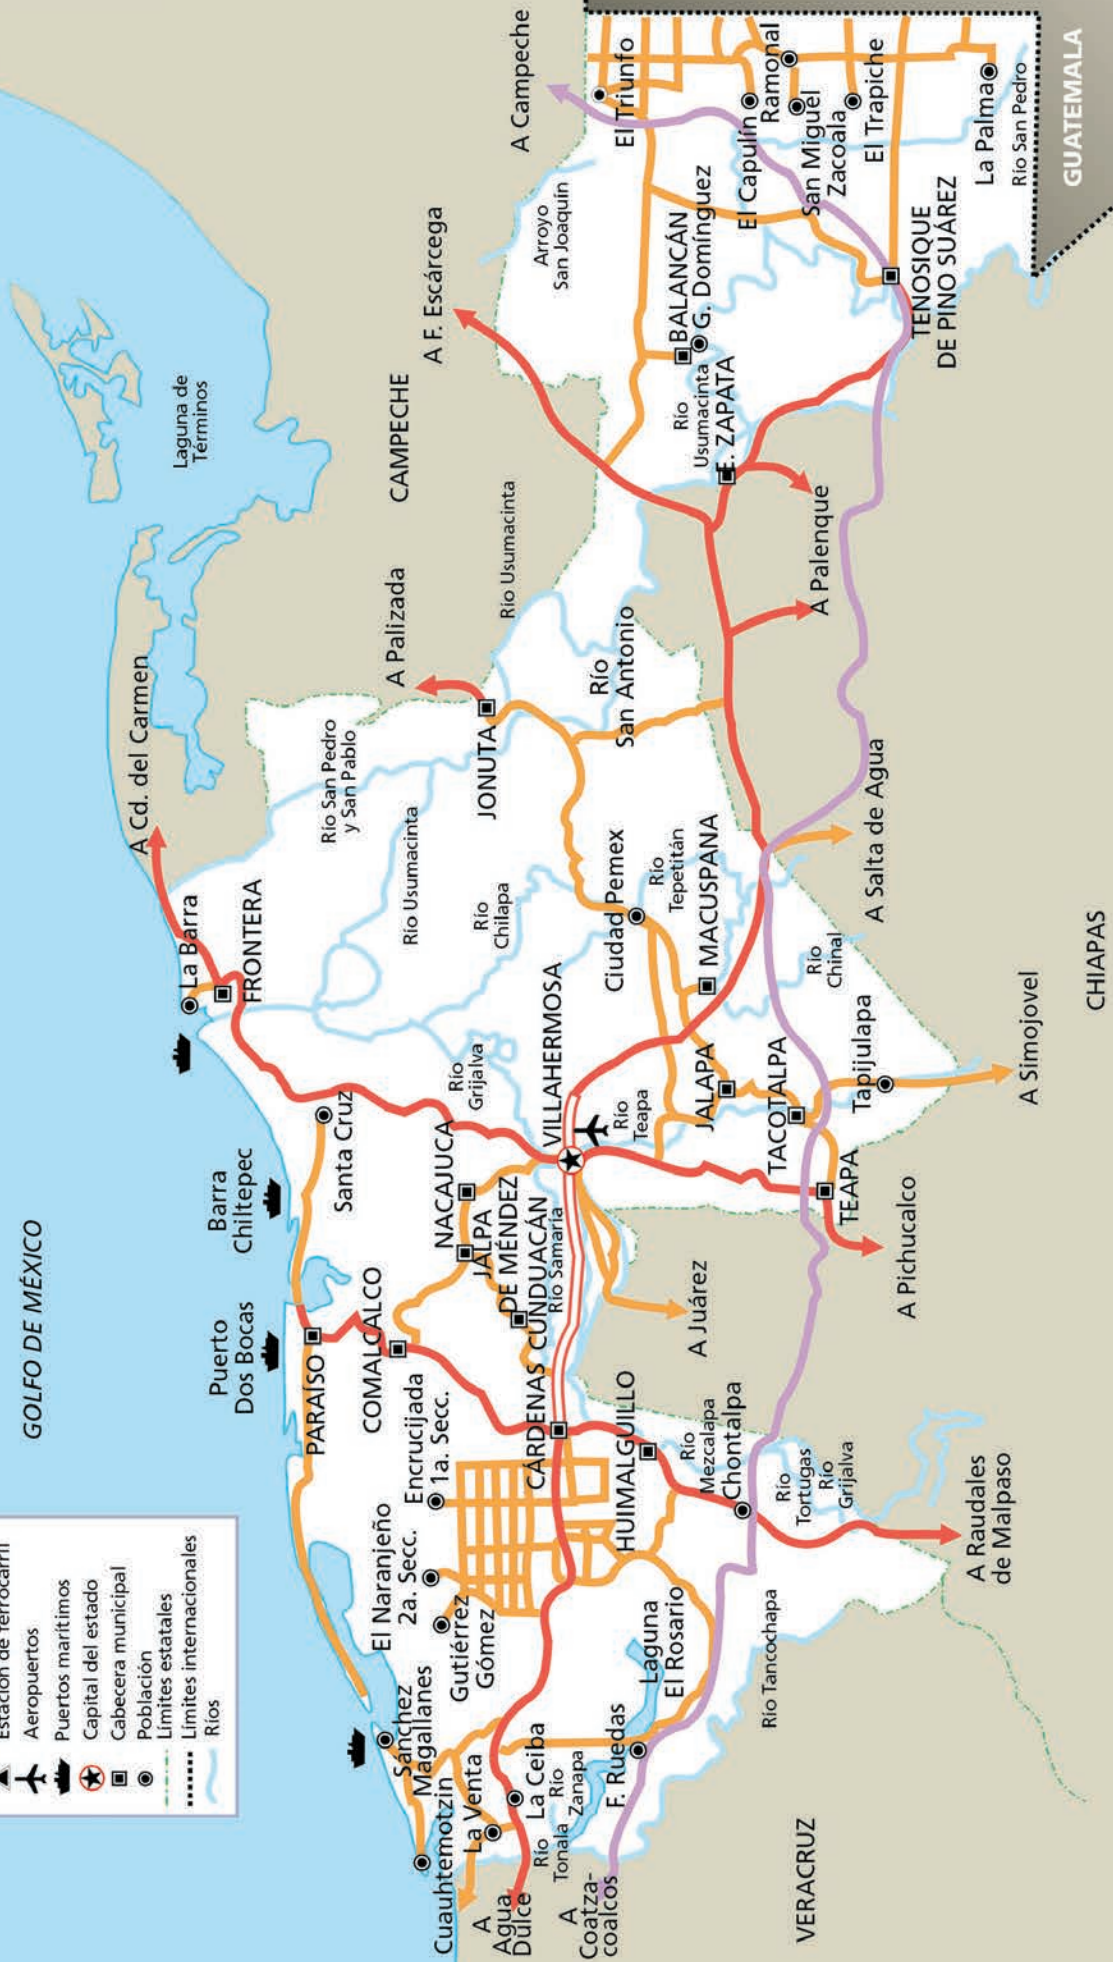 Estación de ferrocarril
Aeropuertos
Puertos marítimos
Capital del estado
Cabecera municipal
Población
Límites estatales
Límites internacionales
Ríos
GOLFO DE MÉXICO
Puerto
Dos Bocas
Barra
Chiltepec
A Cd. del Carmen
Laguna de
Términos
La Barra
FRONTERA
Santa Cruz
PARAÍSO
COMALCALCO
Río San Pedro
y San Pablo
A Palizada
CAMPECHE
A F. Escárcega
A Campeche
Sánchez
Magallanes
Cuauhtemotzin
El Naranjeño
2a. Secc.
Encrucijada
1a. Secc.
Gutiérrez
Gómez
NACAJUCA
JALPA
DE MÉNDEZ
CUNDUACÁN
Río Samaria
Río
Grijalva
Río Usumacinta
Río
Chilapa
JONUTA
Río Usumacinta
Arroyo
San Joaquín
El Triunfo
A
Agua
Dulce
La Venta
La Ceiba
Río
Tonala
Río
Zanapa
A
Coatza-
coalcos
F. Ruedas
Laguna
El Rosario
CÁRDENAS
HUIMALGUILLO
VILLAHERMOSA
Río
Teapa
Ciudad Pemex
Río
Tepetitán
MACUSPANA
Río
San Antonio
Río
Usumacinta
E. ZAPATA
BALANCÁN
G. Domínguez
El Capulín
Ramonal
San Miguel
Zacoala
El Trapiche
La Palma
Río San Pedro
GUATEMALA
TENOSIQUE
DE PINO SUÁREZ
A Palenque
A Salta de Agua
Río
Chinal
JALAPA
TACOTALPA
Tapijulapa
TEAPA
A Juárez
A Pichucalco
A Simojovel
CHIAPAS
Río
Mezcalapa
Chontalpa
Río
Tortugas
Río
Grijalva
A Raudales
de Malpaso
Río Tancochapa
VERACRUZ